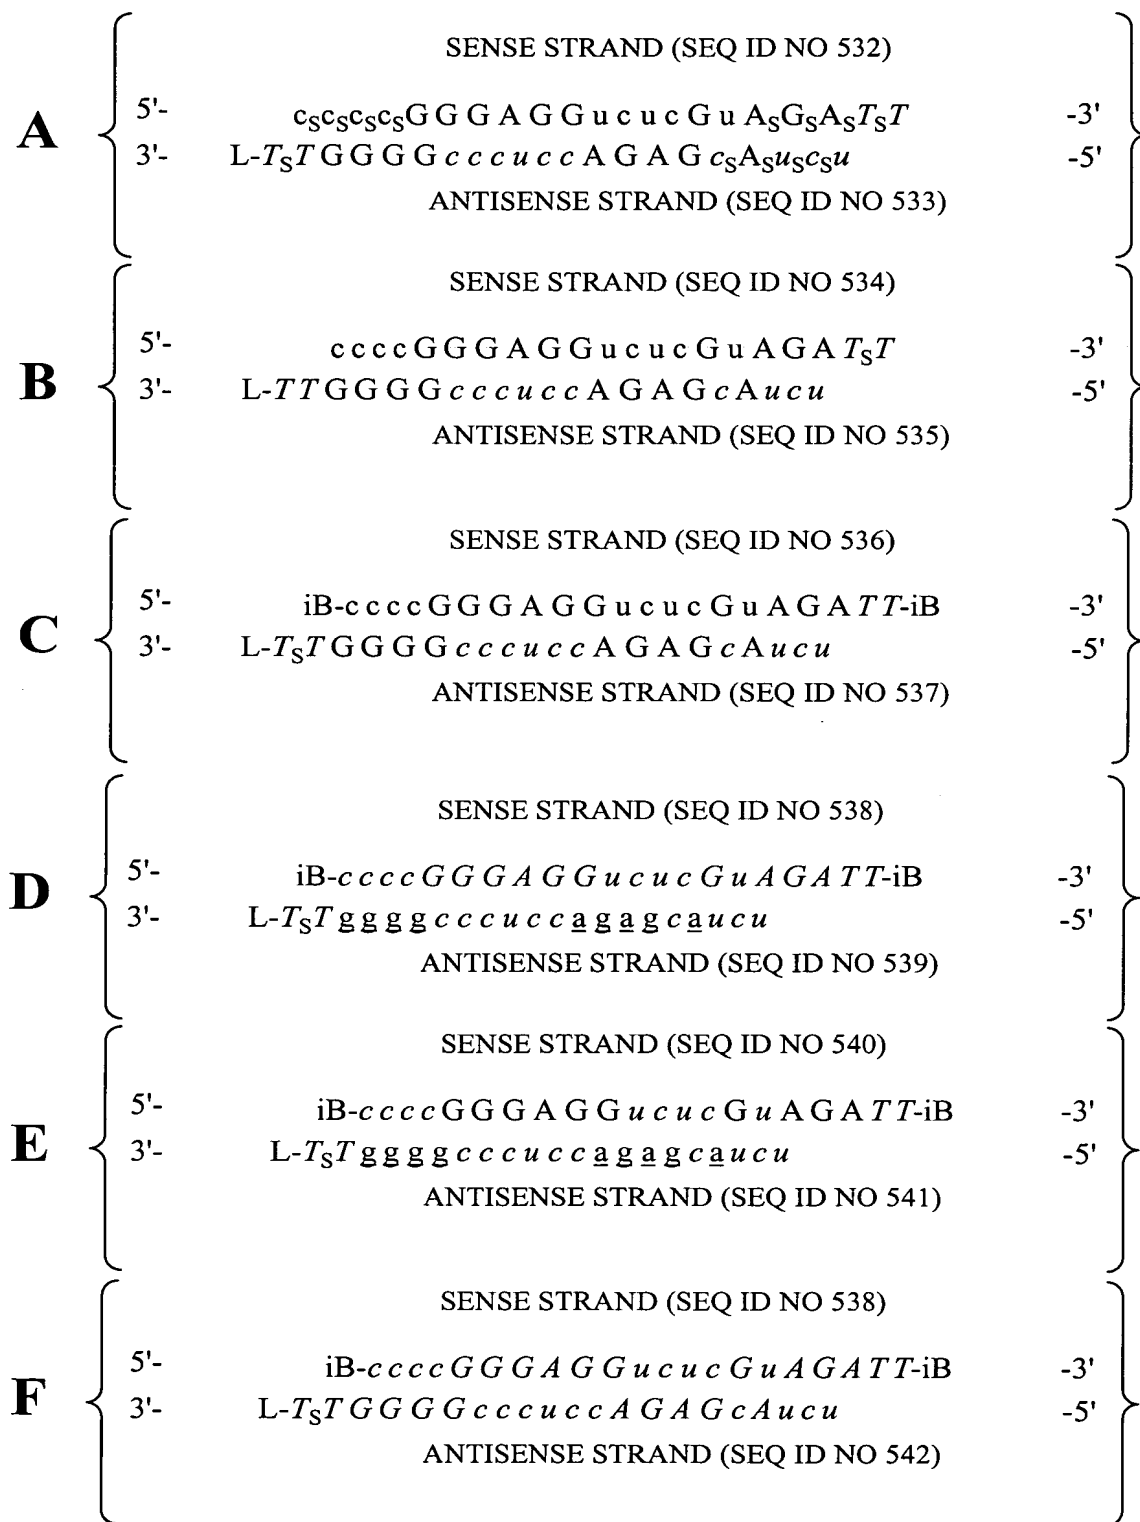 SENSE STRAND (SEQ ID NO 532)
A
5'- cScScScSG G G A G G u c u c G u ASGSASTST -3'
3'- L-TST G G G G c c c u c c A G A G cSASuScSu -5'
ANTISENSE STRAND (SEQ ID NO 533)
SENSE STRAND (SEQ ID NO 534)
B
5'- c c c c G G G A G G u c u c G u A G A TST -3'
3'- L-T T G G G G c c c u c c A G A G c A u c u -5'
ANTISENSE STRAND (SEQ ID NO 535)
SENSE STRAND (SEQ ID NO 536)
C
5'- iB-c c c c G G G A G G u c u c G u A G A T T-iB -3'
3'- L-TST G G G G c c c u c c A G A G c A u c u -5'
ANTISENSE STRAND (SEQ ID NO 537)
SENSE STRAND (SEQ ID NO 538)
D
5'- iB-c c c c G G G A G G u c u c G u A G A T T-iB -3'
3'- L-TST g g g g c c c u c c a g a g c a u c u -5'
ANTISENSE STRAND (SEQ ID NO 539)
SENSE STRAND (SEQ ID NO 540)
E
5'- iB-c c c c G G G A G G u c u c G u A G A T T-iB -3'
3'- L-TST g g g g c c c u c c a g a g c a u c u -5'
ANTISENSE STRAND (SEQ ID NO 541)
SENSE STRAND (SEQ ID NO 538)
F
5'- iB-c c c c G G G A G G u c u c G u A G A T T-iB -3'
3'- L-TST G G G G c c c u c c A G A G c A u c u -5'
ANTISENSE STRAND (SEQ ID NO 542)